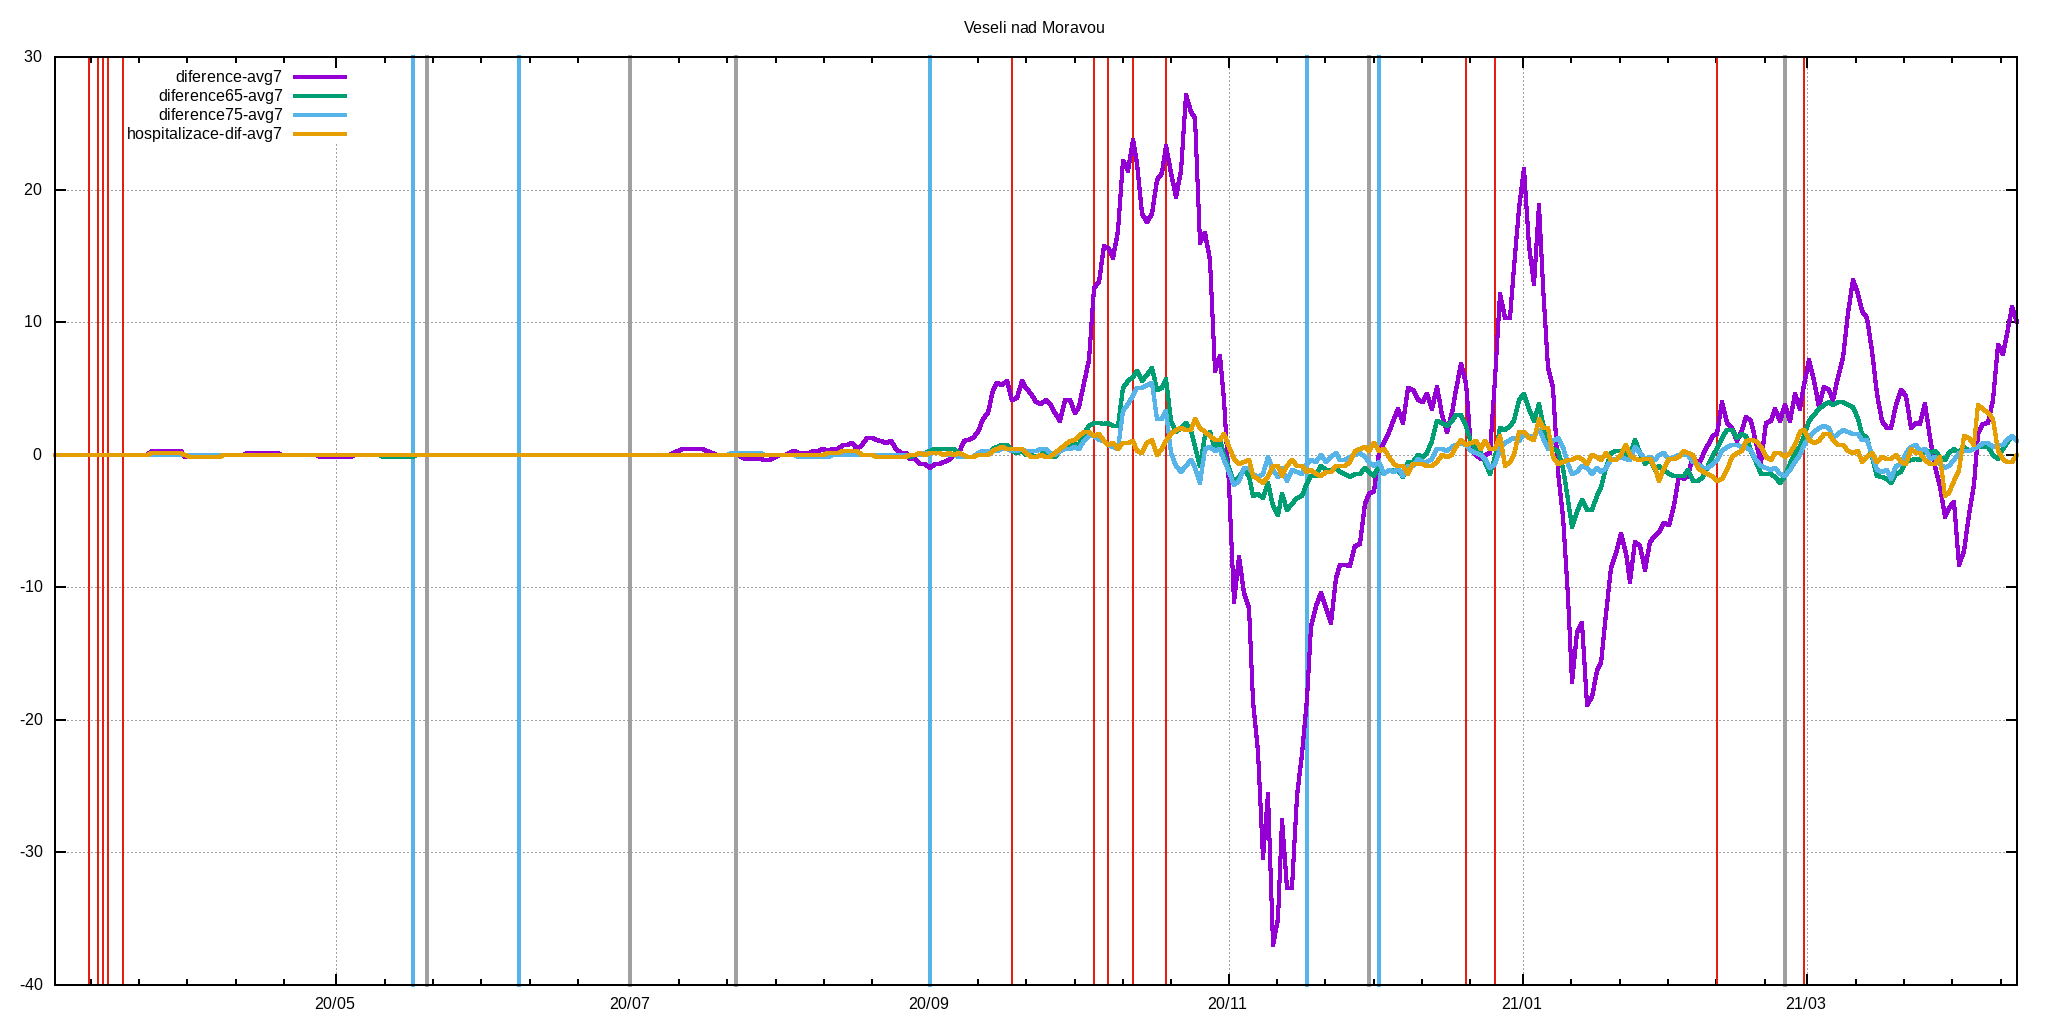 Veseli nad Moravou
30
20
10
0
-10
-20
-30
-40
diference-avg7
diference65-avg7
diference75-avg7
hospitalizace-dif-avg7
20/05
20/07
20/09
20/11
21/01
21/03